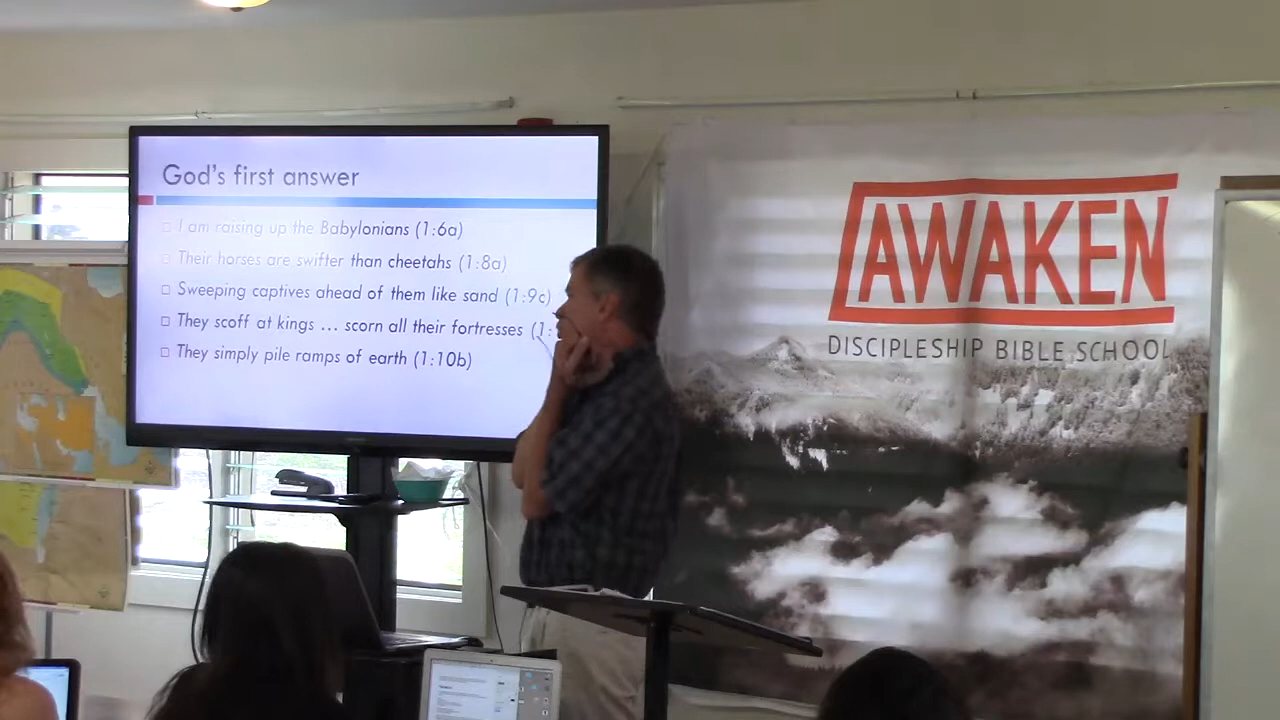 God's first answer
I am raising up the Babylonians (1:6a)
Their horses are swifter than cheetahs (1:8a)
Sweeping captives ahead of them like sand (1:9c)
They scoff at kings ... scorn all their fortresses (1:
They simply pile ramps of earth (1:10b)
AWAKEN
DISCIPLESHIP BIBLE SCHOOL